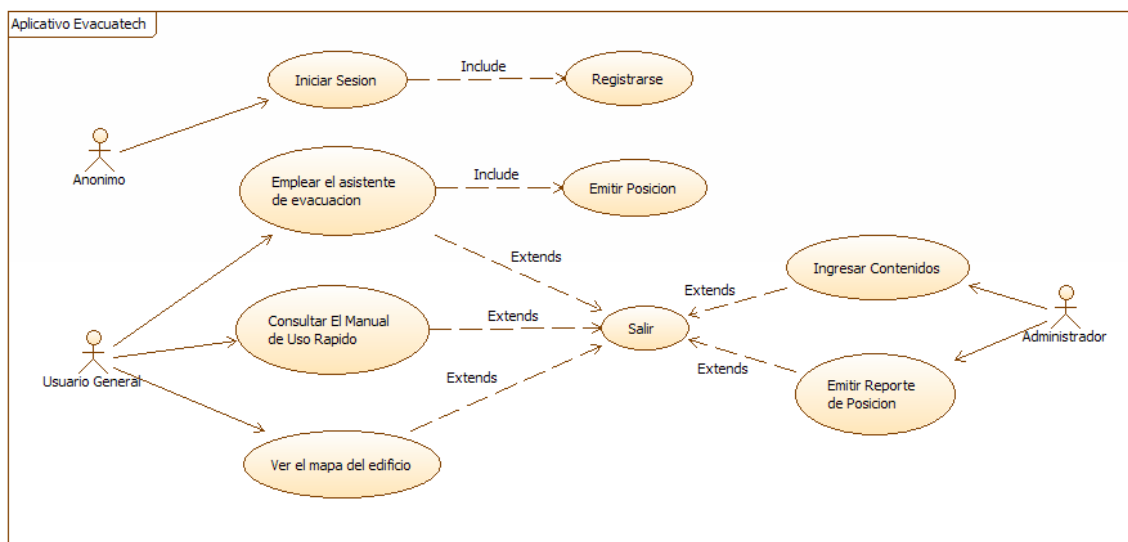 Aplicativo Evacuatech
Iniciar Sesion
Include
Registrarse
Anonimo
Emplear el asistente
de evacuacion
Include
Emitir Posicion
Extends
Ingresar Contenidos
Extends
Consultar El Manual
de Uso Rapido
Extends
Salir
Administrador
Usuario General
Extends
Extends
Emitir Reporte
de Posicion
Ver el mapa del edificio